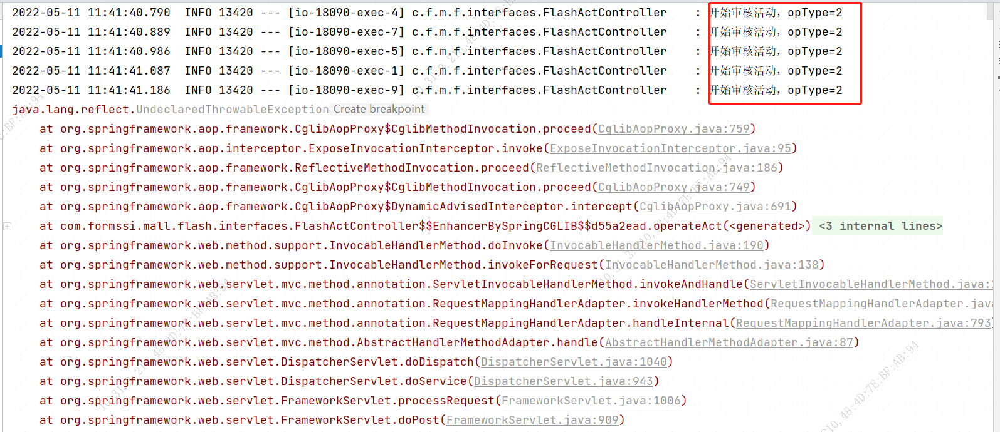 2022-05-11 11:41:40.790  INFO 13420 --- [io-18090-exec-4] c.f.m.f.interfaces.FlashActController    : 开始审核活动，opType=2
2022-05-11 11:41:40.889  INFO 13420 --- [io-18090-exec-7] c.f.m.f.interfaces.FlashActController    : 开始审核活动，opType=2
2022-05-11 11:41:40.986  INFO 13420 --- [io-18090-exec-5] c.f.m.f.interfaces.FlashActController    : 开始审核活动，opType=2
2022-05-11 11:41:41.087  INFO 13420 --- [io-18090-exec-1] c.f.m.f.interfaces.FlashActController    : 开始审核活动，opType=2
2022-05-11 11:41:41.186  INFO 13420 --- [io-18090-exec-9] c.f.m.f.interfaces.FlashActController    : 开始审核活动，opType=2
java.lang.reflect.UndeclaredThrowableException Create breakpoint
    at org.springframework.aop.framework.CglibAopProxy$CglibMethodInvocation.proceed(CglibAopProxy.java:759)
    at org.springframework.aop.interceptor.ExposeInvocationInterceptor.invoke(ExposeInvocationInterceptor.java:95)
    at org.springframework.aop.framework.ReflectiveMethodInvocation.proceed(ReflectiveMethodInvocation.java:186)
    at org.springframework.aop.framework.CglibAopProxy$CglibMethodInvocation.proceed(CglibAopProxy.java:749)
    at org.springframework.aop.framework.CglibAopProxy$DynamicAdvisedInterceptor.intercept(CglibAopProxy.java:691)
    at com.formssi.mall.flash.interfaces.FlashActController$$EnhancerBySpringCGLIB$$d55a2ead.operateAct(<generated>) <3 internal lines>
    at org.springframework.web.method.support.InvocableHandlerMethod.doInvoke(InvocableHandlerMethod.java:190)
    at org.springframework.web.method.support.InvocableHandlerMethod.invokeForRequest(InvocableHandlerMethod.java:138)
    at org.springframework.web.servlet.mvc.method.annotation.ServletInvocableHandlerMethod.invokeAndHandle(ServletInvocableHandlerMethod.java:
    at org.springframework.web.servlet.mvc.method.annotation.RequestMappingHandlerAdapter.invokeHandlerMethod(RequestMappingHandlerAdapter.java
    at org.springframework.web.servlet.mvc.method.annotation.RequestMappingHandlerAdapter.handleInternal(RequestMappingHandlerAdapter.java:793)
    at org.springframework.web.servlet.mvc.method.AbstractHandlerMethodAdapter.handle(AbstractHandlerMethodAdapter.java:87)
    at org.springframework.web.servlet.DispatcherServlet.doDispatch(DispatcherServlet.java:1040)
    at org.springframework.web.servlet.DispatcherServlet.doService(DispatcherServlet.java:943)
    at org.springframework.web.servlet.FrameworkServlet.processRequest(FrameworkServlet.java:1006)
    at org.springframework.web.servlet.FrameworkServlet.doPost(FrameworkServlet.java:909)